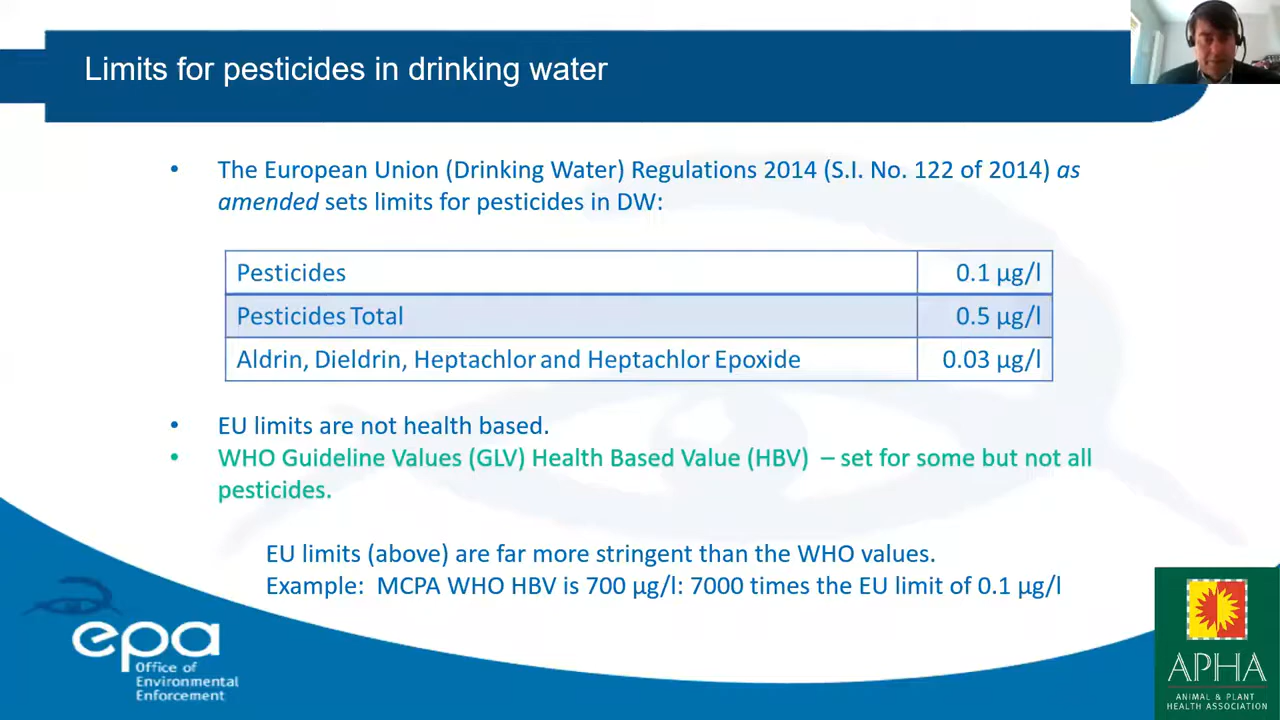 Limits for pesticides in drinking water
• The European Union (Drinking Water) Regulations 2014 (S.I. No. 122 of 2014) as
amended sets limits for pesticides in DW:
Pesticides 0.1 µg/l
Pesticides Total 0.5 µg/l
Aldrin, Dieldrin, Heptachlor and Heptachlor Epoxide 0.03 µg/l
• EU limits are not health based.
• WHO Guideline Values (GLV) Health Based Value (HBV) – set for some but not all
pesticides.
EU limits (above) are far more stringent than the WHO values.
Example: MCPA WHO HBV is 700 µg/l: 7000 times the EU limit of 0.1 µg/l
epa
Office of
Environmental
Enforcement
APHA
ANIMAL & PLANT
HEALTH ASSOCIATION